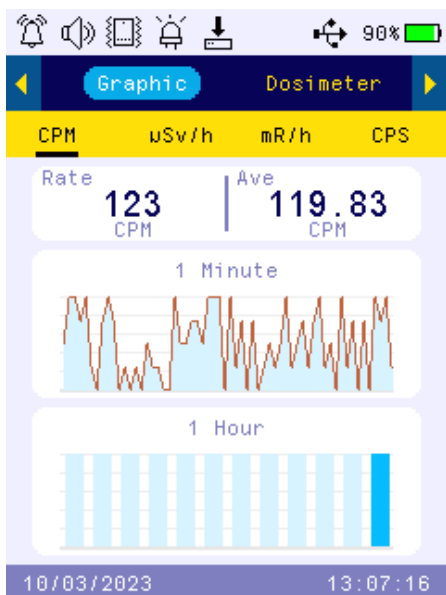 90%
Graphic Dosimeter
CPM μSv/h mR/h CPS
Rate Ave
123 119.83
CPM CPM
1 Minute
1 Hour
10/03/2023 13:07:16